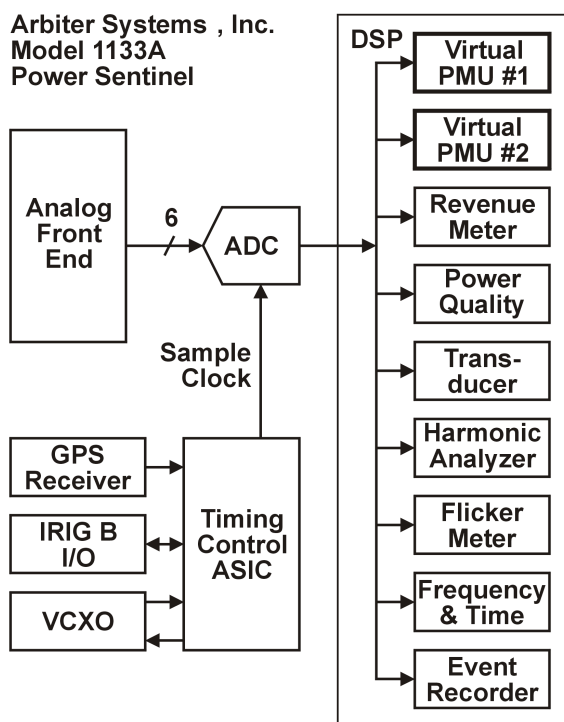 Arbiter Systems , Inc.
Model 1133A
Power Sentinel
DSP
Virtual
PMU #1
Virtual
PMU #2
Analog
Front
End
6
ADC
Revenue
Meter
Power
Quality
Sample
Clock
Trans-
ducer
GPS
Receiver
IRIG B
I/O
VCXO
Timing
Control
ASIC
Harmonic
Analyzer
Flicker
Meter
Frequency
& Time
Event
Recorder